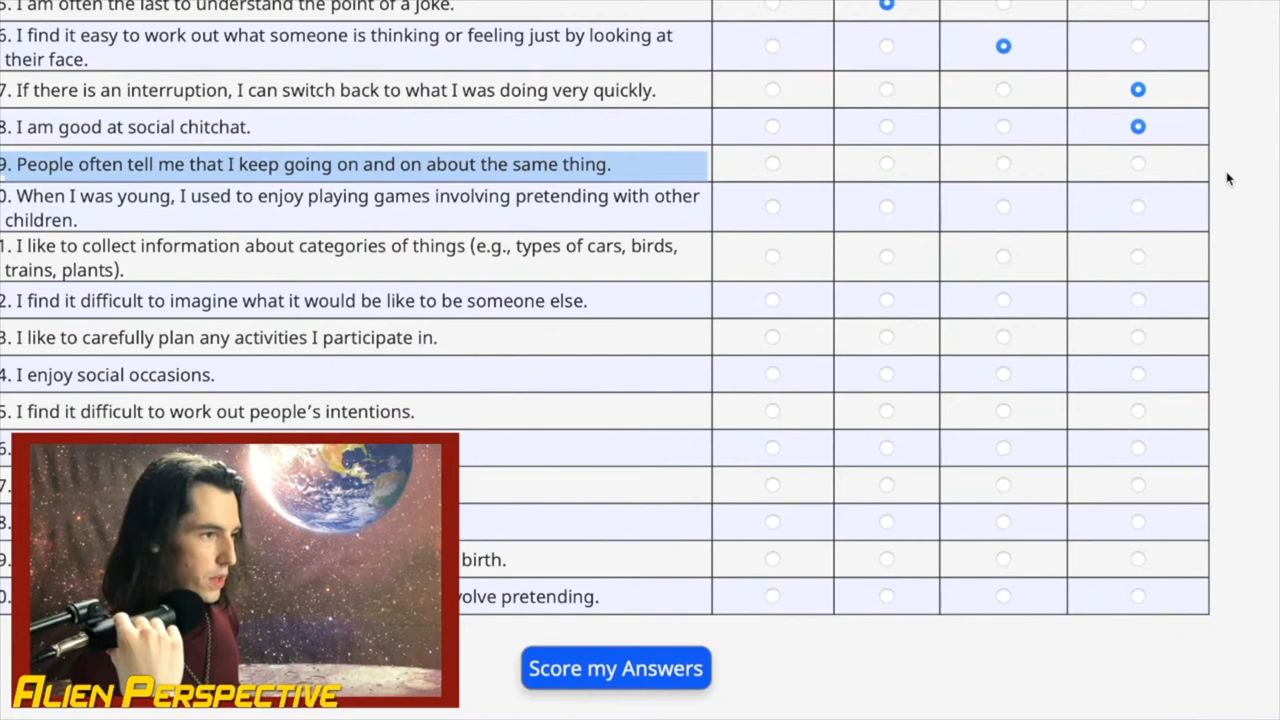 5. I am often the last to understand the point of a joke.
6. I find it easy to work out what someone is thinking or feeling just by looking at
their face.
7. If there is an interruption, I can switch back to what I was doing very quickly.
8. I am good at social chitchat.
9. People often tell me that I keep going on and on about the same thing.
0. When I was young, I used to enjoy playing games involving pretending with other
children.
1. I like to collect information about categories of things (e.g., types of cars, birds,
trains, plants).
2. I find it difficult to imagine what it would be like to be someone else.
3. I like to carefully plan any activities I participate in.
4. I enjoy social occasions.
5. I find it difficult to work out people’s intentions.
6.
7.
8.
9. birth.
0. volve pretending.
Score my Answers
ALIEN PERSPECTIVE